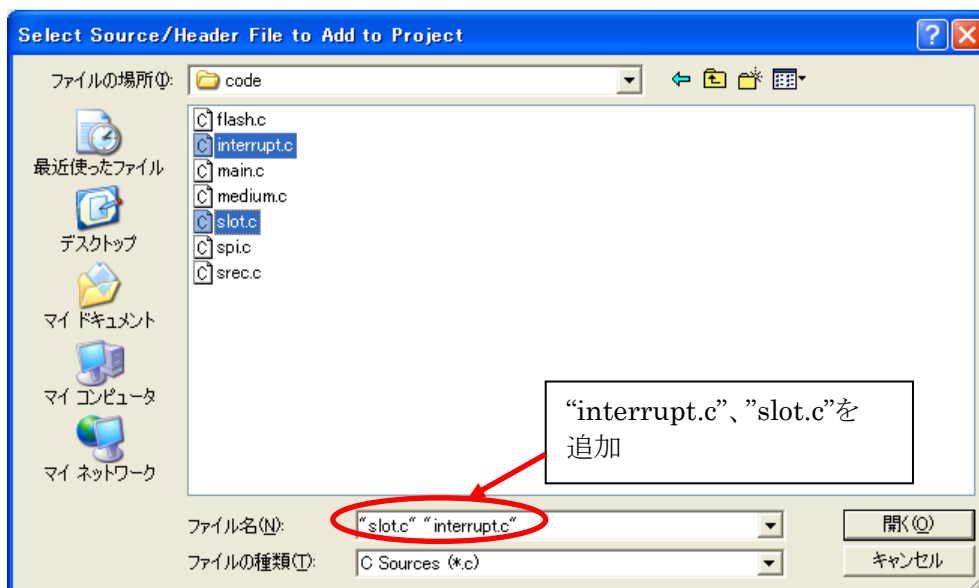 Select Source/Header File to Add to Project
ファイルの場所(I):
code
flash.c
interrupt.c
main.c
medium.c
slot.c
spi.c
srec.c
最近使ったファイル
デスクトップ
マイ ドキュメント
マイ コンピュータ
マイ ネットワーク
“interrupt.c”、”slot.c”を
追加
ファイル名(N):
"slot.c" "interrupt.c"
開く(O)
ファイルの種類(T):
C Sources (*.c)
キャンセル